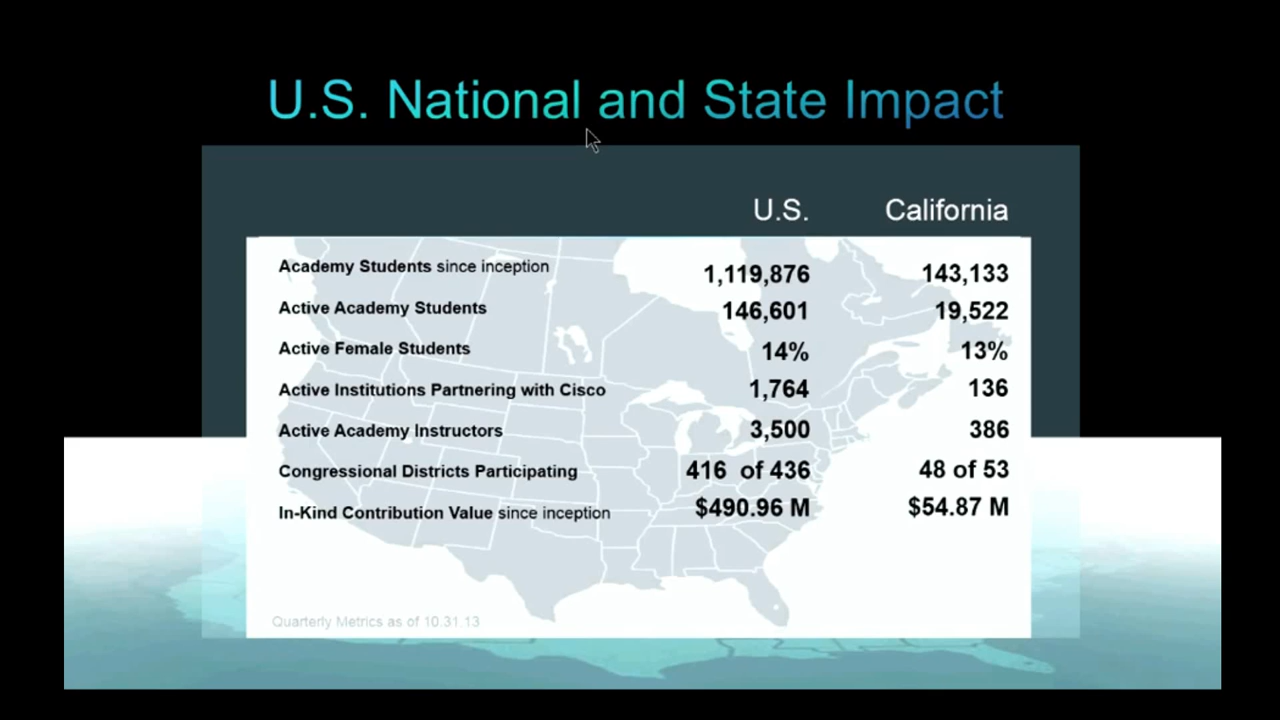 U.S. National and State Impact
U.S. California
Academy Students since inception 1,119,876 143,133
Active Academy Students 146,601 19,522
Active Female Students 14% 13%
Active Institutions Partnering with Cisco 1,764 136
Active Academy Instructors 3,500 386
Congressional Districts Participating 416 of 436 48 of 53
In-Kind Contribution Value since inception $490.96 M $54.87 M
Quarterly Metrics as of 10.31.13